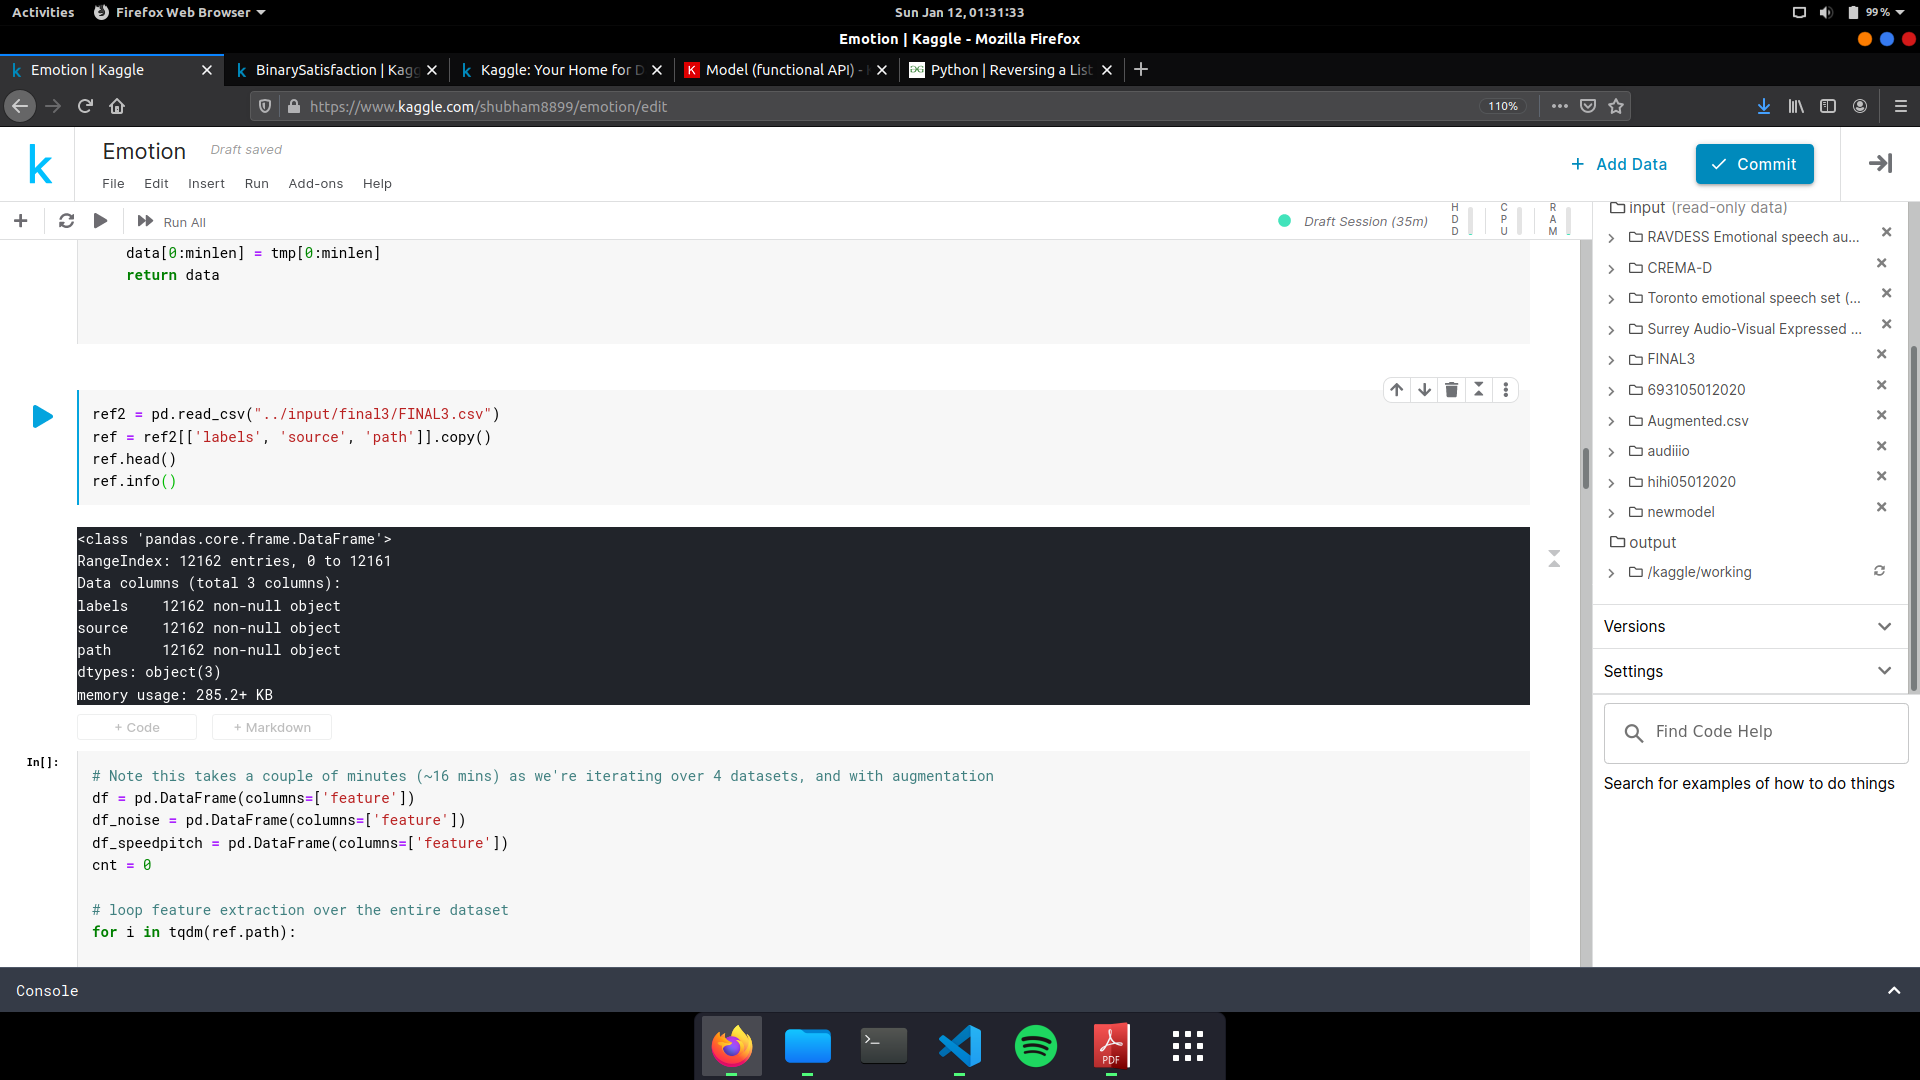 Activities Firefox Web Browser Sun Jan 12, 01:31:33 99 %
Emotion | Kaggle - Mozilla Firefox
Emotion | Kaggle BinarySatisfaction | Kagg Kaggle: Your Home for D Model (functional API) - Python | Reversing a List
https://www.kaggle.com/shubham8899/emotion/edit 110%
Emotion Draft saved
File Edit Insert Run Add-ons Help
+ Add Data Commit
Run All Draft Session (35m) HDD CPU RAM
data[0:minlen] = tmp[0:minlen]
return data
ref2 = pd.read_csv("../input/final3/FINAL3.csv")
ref = ref2[['labels', 'source', 'path']].copy()
ref.head()
ref.info()
<class 'pandas.core.frame.DataFrame'>
RangeIndex: 12162 entries, 0 to 12161
Data columns (total 3 columns):
labels    12162 non-null object
source    12162 non-null object
path      12162 non-null object
dtypes: object(3)
memory usage: 285.2+ KB
+ Code + Markdown
In[]:
# Note this takes a couple of minutes (~16 mins) as we're iterating over 4 datasets, and with augmentation
df = pd.DataFrame(columns=['feature'])
df_noise = pd.DataFrame(columns=['feature'])
df_speedpitch = pd.DataFrame(columns=['feature'])
cnt = 0
# loop feature extraction over the entire dataset
for i in tqdm(ref.path):
input (read-only data)
RAVDESS Emotional speech au...
CREMA-D
Toronto emotional speech set (...
Surrey Audio-Visual Expressed ...
FINAL3
693105012020
Augmented.csv
audiiio
hihi05012020
newmodel
output
/kaggle/working
Versions
Settings
Find Code Help
Search for examples of how to do things
Console
PDF